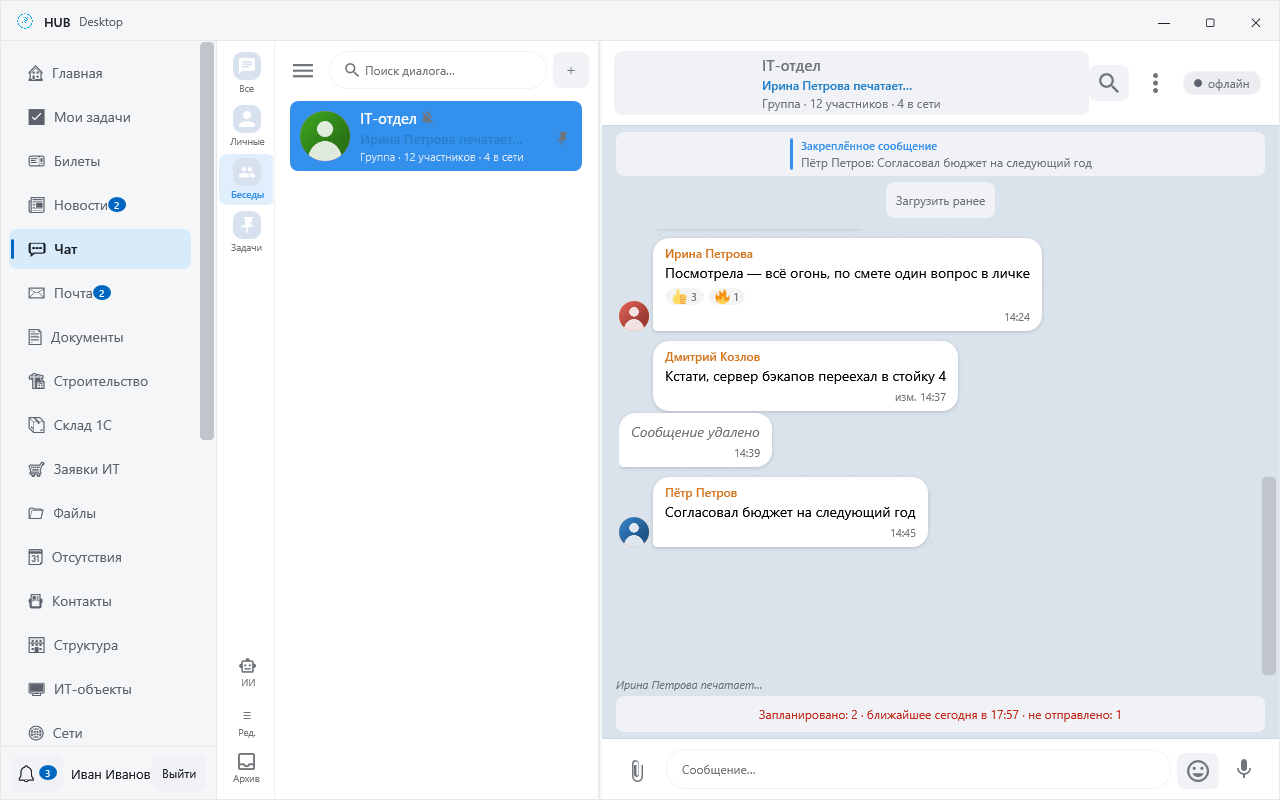 HUB Desktop
Главная
Мои задачи
Билеты
Новости 2
Чат
Почта 2
Документы
Строительство
Склад 1С
Заявки ИТ
Файлы
31 Отсутствия
Контакты
Структура
ИТ-объекты
Сети
3 Иван Иванов Выйти
Все
Личные
Беседы
Задачи
ИИ
Ред.
Архив
Поиск диалога...
+
IT-отдел
Ирина Петрова печатает...
Группа · 12 участников · 4 в сети
IT-отдел
Ирина Петрова печатает...
Группа · 12 участников · 4 в сети
офлайн
Закреплённое сообщение
Пётр Петров: Согласовал бюджет на следующий год
Загрузить ранее
Ирина Петрова
Посмотрела — всё огонь, по смете один вопрос в личке
👍 3 🔥 1
14:24
Дмитрий Козлов
Кстати, сервер бэкапов переехал в стойку 4
изм. 14:37
Сообщение удалено
14:39
Пётр Петров
Согласовал бюджет на следующий год
14:45
Ирина Петрова печатает...
Запланировано: 2 · ближайшее сегодня в 17:57 · не отправлено: 1
Сообщение...